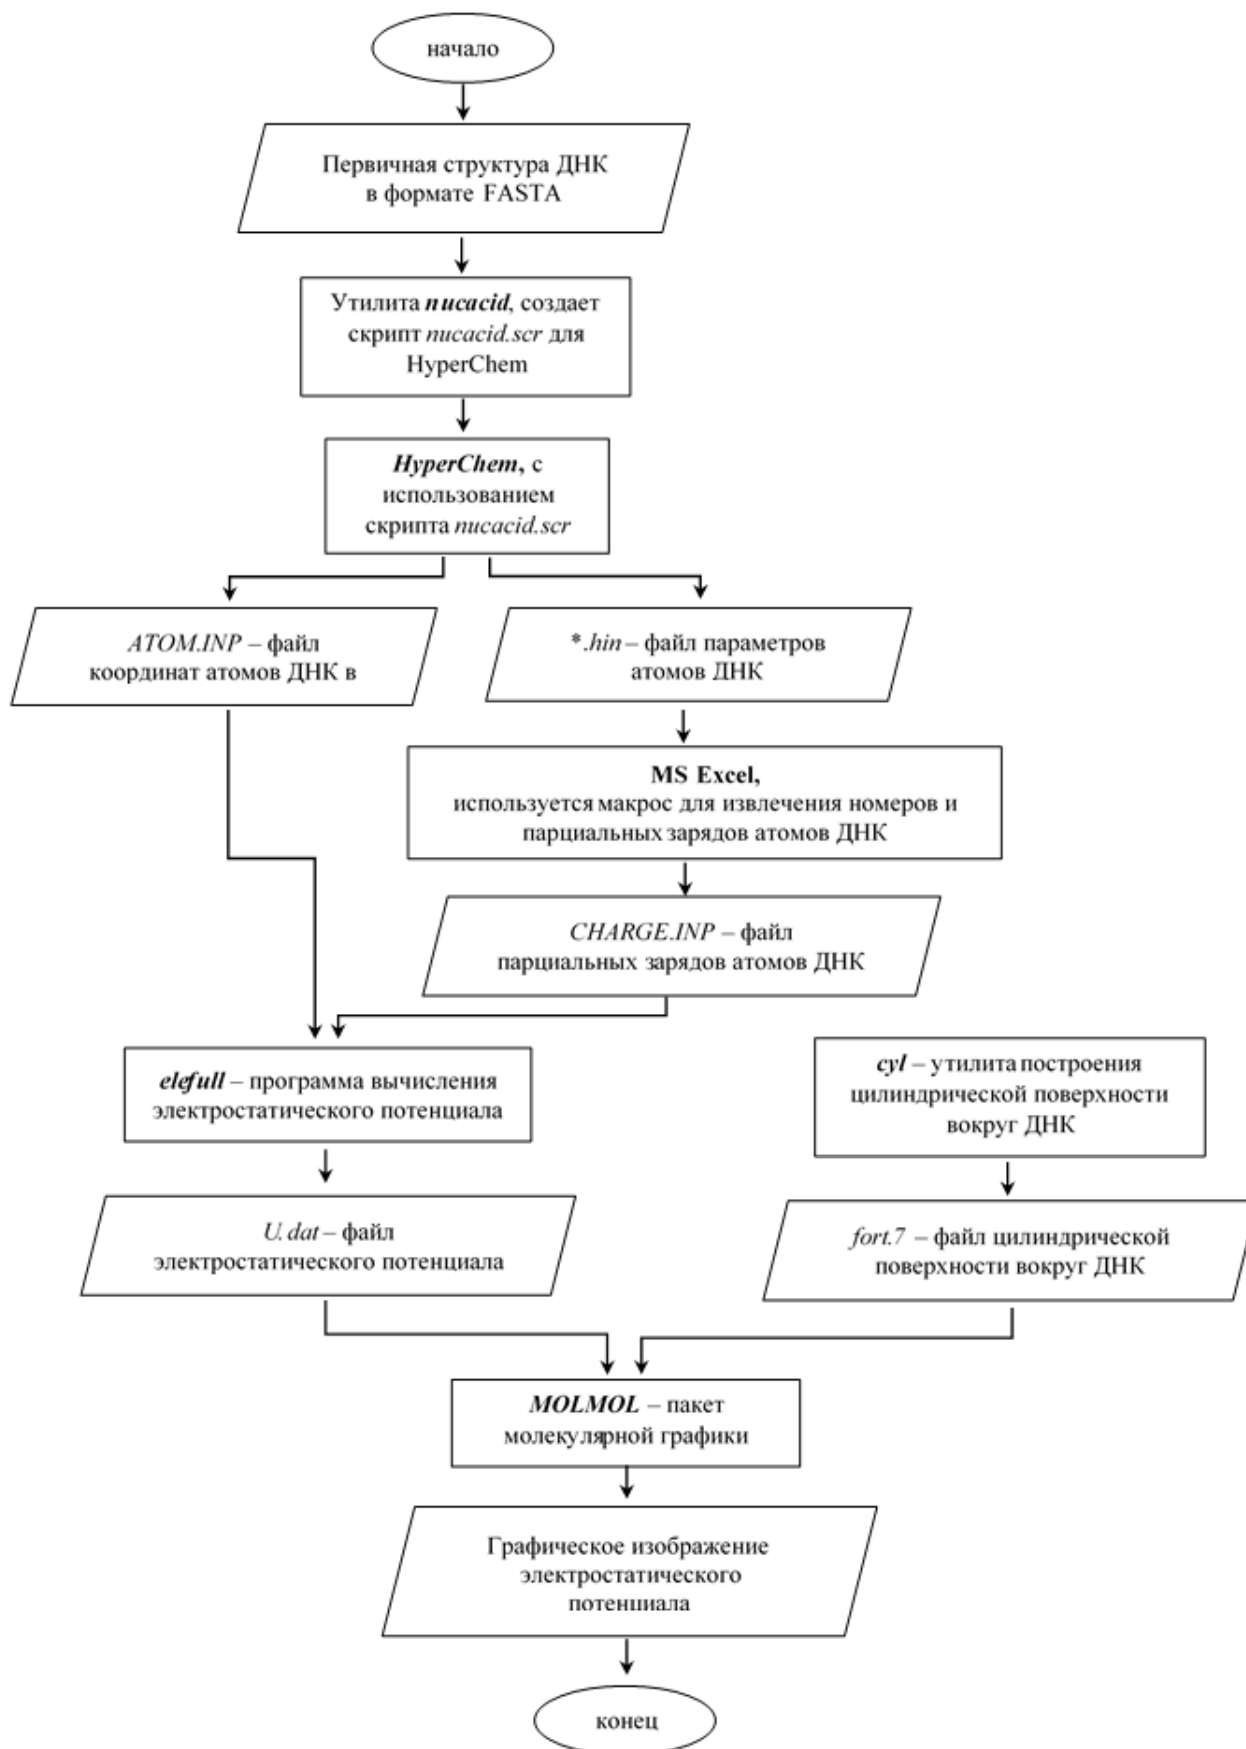 начало
Первичная структура ДНК
в формате FASTA
Утилита nucacid, создает
скрипт nucacid.scr для
HyperChem
HyperChem, с
использованием
скрипта nucacid.scr
ATOM.INP – файл
координат атомов ДНК в
*.hin – файл параметров
атомов ДНК
MS Excel,
используется макрос для извлечения номеров и
парциальных зарядов атомов ДНК
CHARGE.INP – файл
парциальных зарядов атомов ДНК
elefull – программа вычисления
электростатического потенциала
cyl – утилита построения
цилиндрической поверхности
вокруг ДНК
U.dat – файл
электростатического потенциала
fort.7 – файл цилиндрической
поверхности вокруг ДНК
MOLMOL – пакет
молекулярной графики
Графическое изображение
электростатического
потенциала
конец